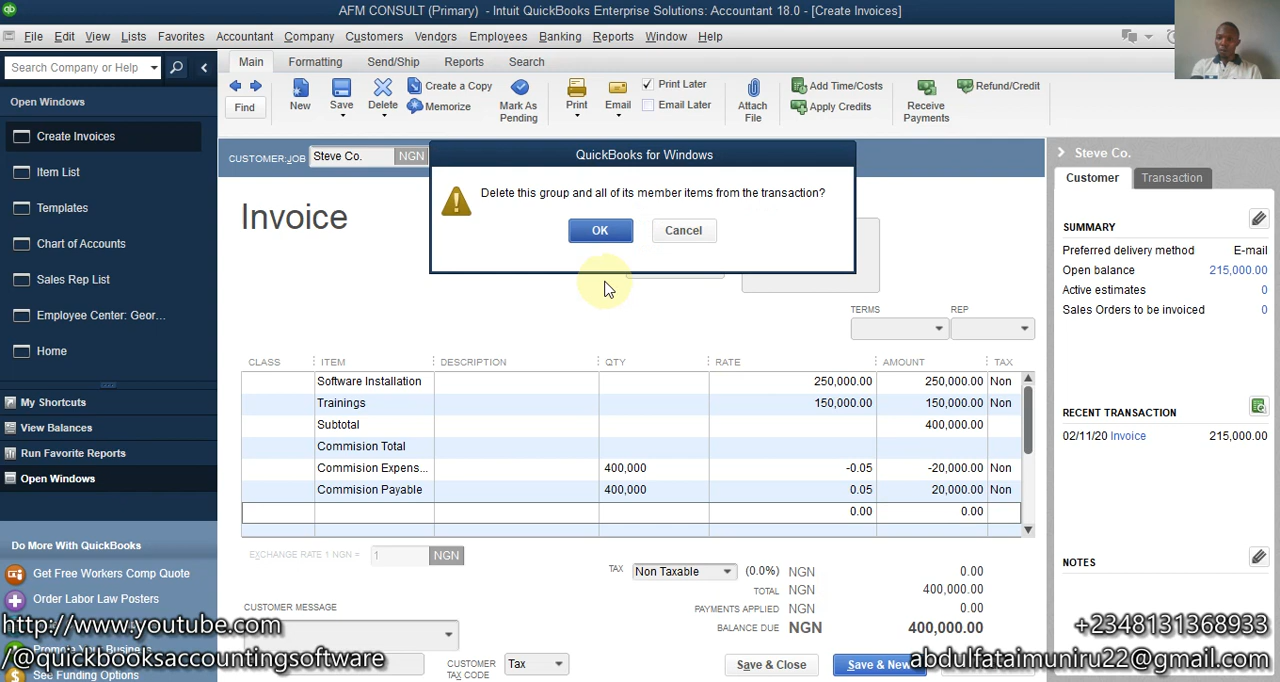 AFM CONSULT (Primary) - Intuit QuickBooks Enterprise Solutions: Accountant 18.0 - [Create Invoices]
File Edit View Lists Favorites Accountant Company Customers Vendors Employees Banking Reports Window Help
Search Company or Help
Main Formatting Send/Ship Reports Search
Find
New
Save
Delete
Create a Copy
Memorize
Mark As
Pending
Print
Email
Print Later
Email Later
Attach
File
Add Time/Costs
Apply Credits
Receive
Payments
Refund/Credit
Open Windows
Create Invoices
Item List
Templates
Chart of Accounts
Sales Rep List
Employee Center: Geor...
Home
My Shortcuts
View Balances
Run Favorite Reports
Open Windows
Do More With QuickBooks
Get Free Workers Comp Quote
Order Labor Law Posters
See Funding Options
CUSTOMER:JOB Steve Co. NGN
QuickBooks for Windows
Delete this group and all of its member items from the transaction?
OK Cancel
Invoice
TERMS REP
CLASS ITEM DESCRIPTION QTY RATE AMOUNT TAX
Software Installation 250,000.00 250,000.00 Non
Trainings 150,000.00 150,000.00 Non
Subtotal 400,000.00
Commision Total
Commision Expens... 400,000 -0.05 -20,000.00 Non
Commision Payable 400,000 0.05 20,000.00 Non
0.00 0.00
EXCHANGE RATE 1 NGN = 1 NGN
TAX Non Taxable (0.0%) NGN 0.00
TOTAL NGN 400,000.00
PAYMENTS APPLIED NGN 0.00
BALANCE DUE NGN 400,000.00
CUSTOMER MESSAGE
CUSTOMER
TAX CODE
Tax
Save & Close
Save & New
Steve Co.
Customer Transaction
SUMMARY
Preferred delivery method E-mail
Open balance 215,000.00
Active estimates 0
Sales Orders to be invoiced 0
RECENT TRANSACTION
02/11/20 Invoice 215,000.00
NOTES
http://www.youtube.com
/@quickbooksaccountingsoftware
+2348131368933
abdulfataimuniru22@gmail.com